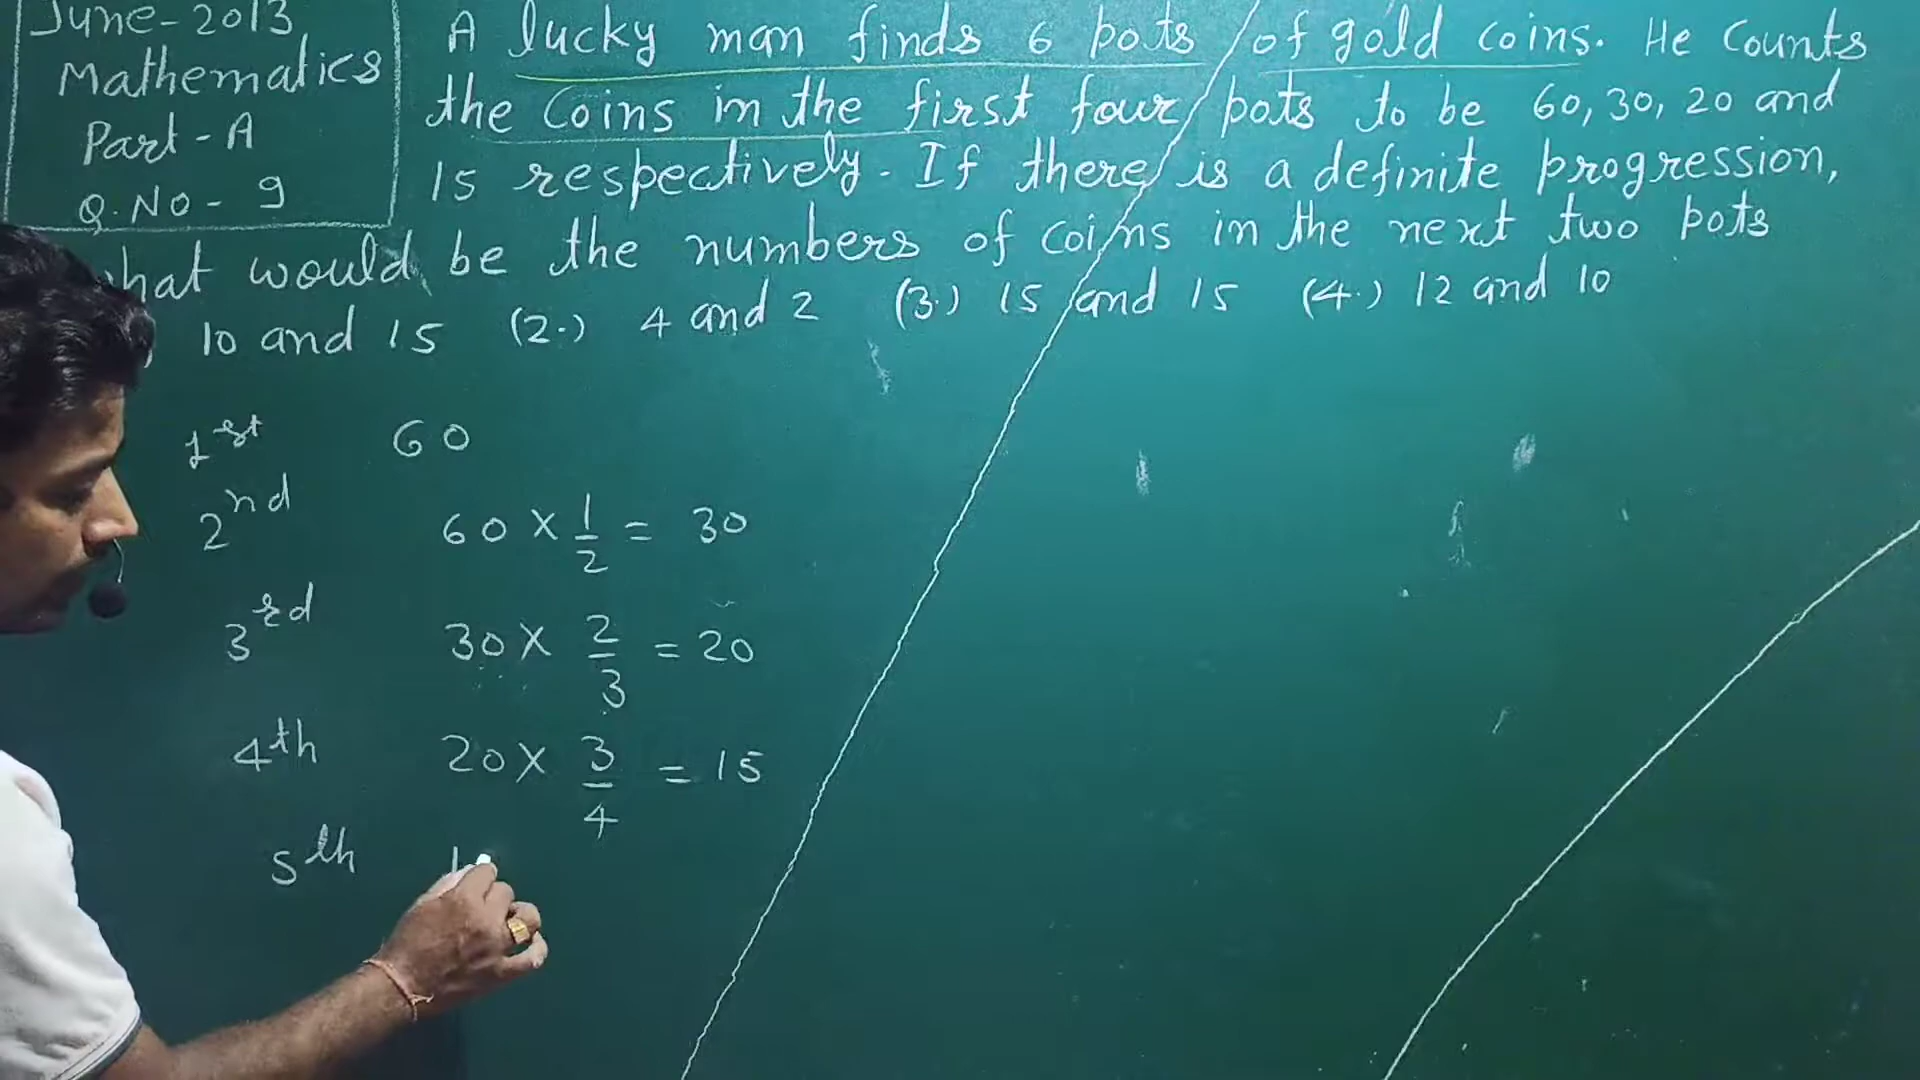 June-2013
Mathematics
Part-A
Q.NO- 9
A lucky man finds 6 pots of gold coins. He counts
the coins in the first four pots to be 60, 30, 20 and
15 respectively. If there is a definite progression,
what would be the numbers of coins in the next two pots
10 and 15 (2.) 4 and 2 (3.) 15 and 15 (4.) 12 and 10
1st 60
2nd 60 × 1/2 = 30
3rd 30 × 2/3 = 20
4th 20 × 3/4 = 15
5th